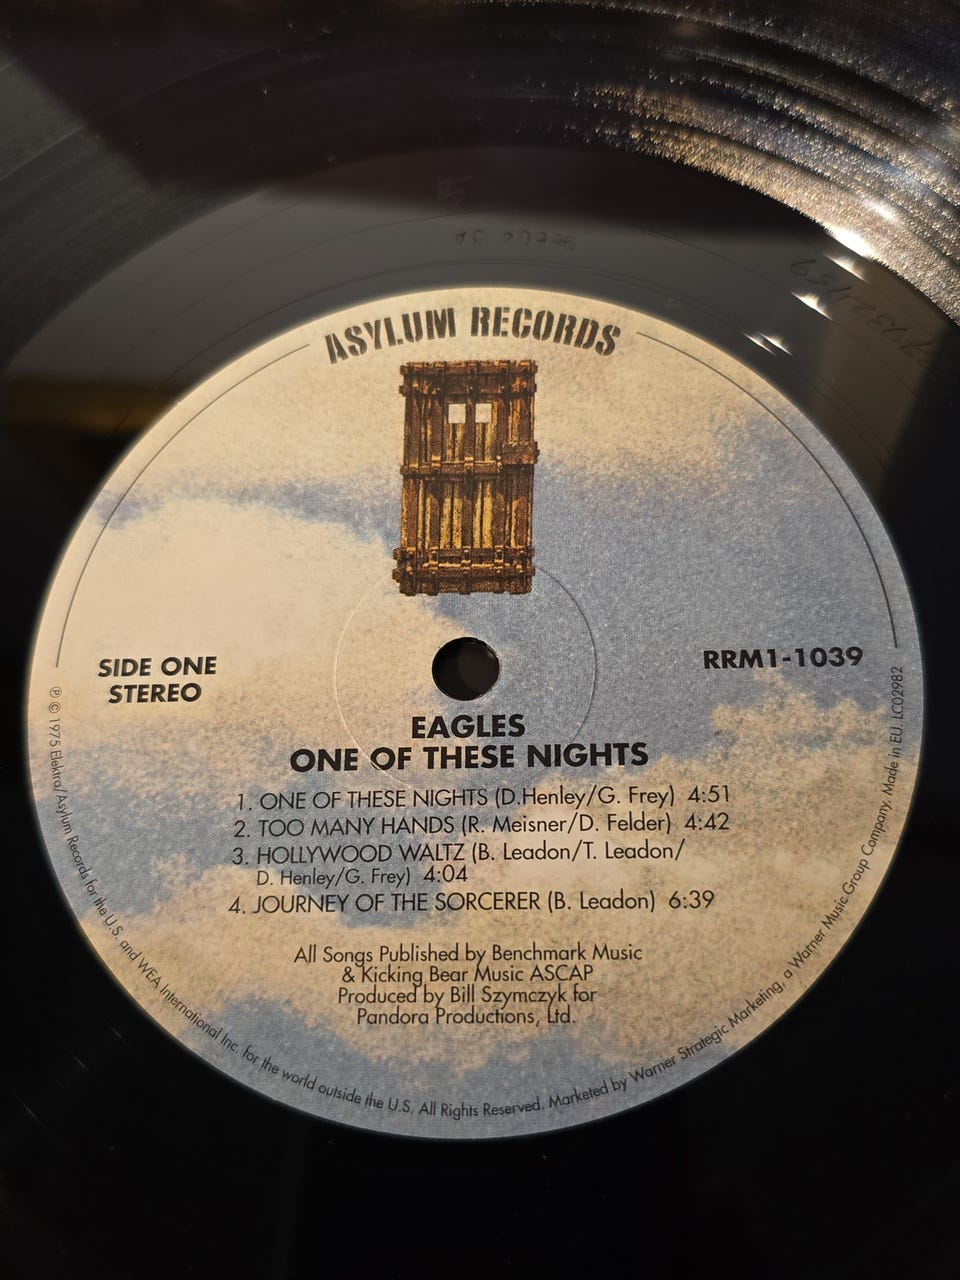 ASYLUM RECORDS
SIDE ONE
STEREO
RRM1-1039
EAGLES
ONE OF THESE NIGHTS
1. ONE OF THESE NIGHTS (D.Henley/G. Frey) 4:51
2. TOO MANY HANDS (R. Meisner/D. Felder) 4:42
3. HOLLYWOOD WALTZ (B. Leadon/T. Leadon/
D. Henley/G. Frey) 4:04
4. JOURNEY OF THE SORCERER (B. Leadon) 6:39
All Songs Published by Benchmark Music
& Kicking Bear Music ASCAP
Produced by Bill Szymczyk for
Pandora Productions, Ltd.
℗ © 1975 Elektra/Asylum Records for the U.S. and WEA International Inc. for the world outside the U.S. All Rights Reserved. Marketed by Warner Strategic Marketing, a Warner Music Group Company. Made in EU. LC02982